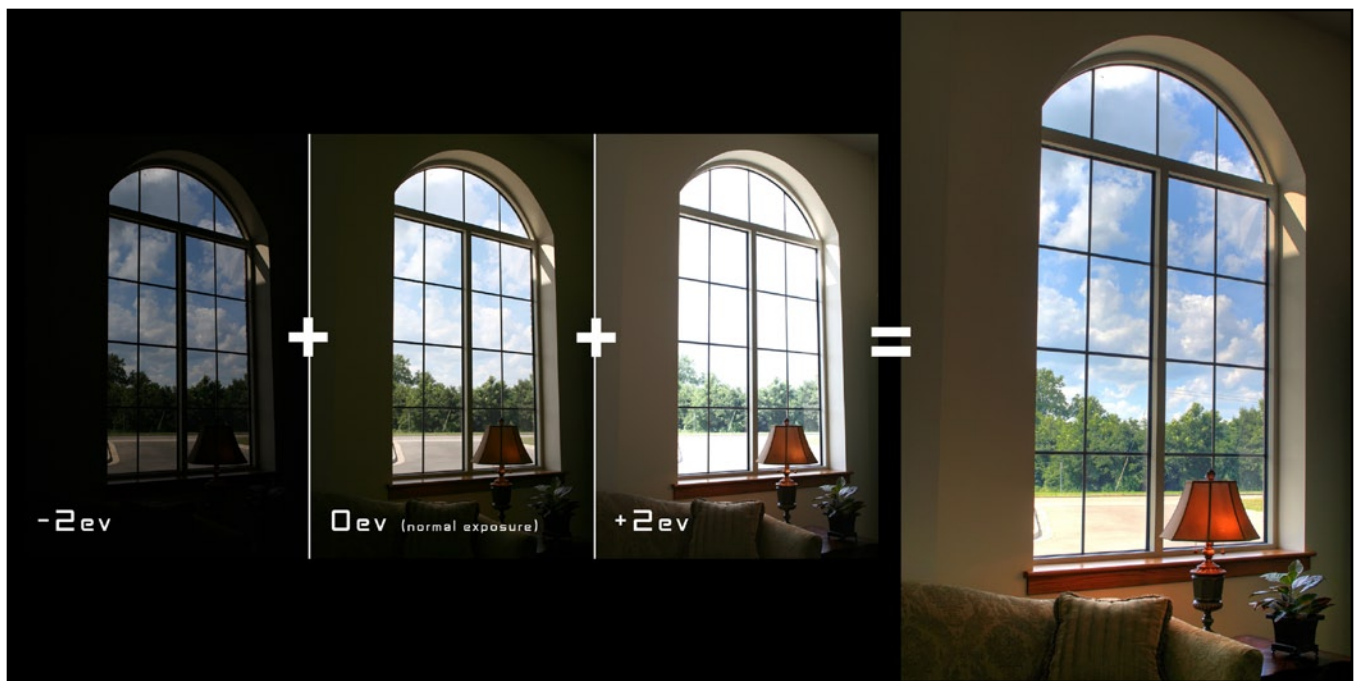 -2ev
+
0ev (normal exposure)
+
+2ev
=